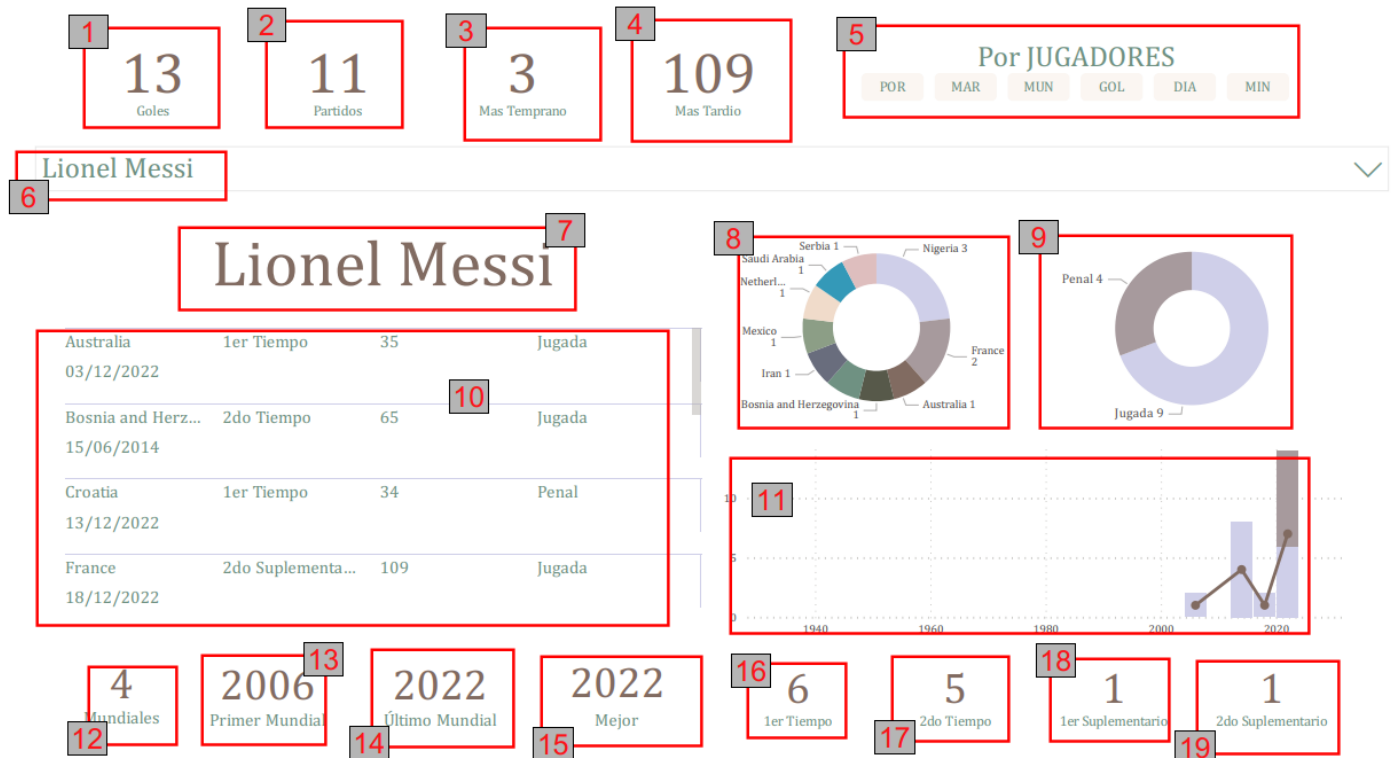 1
13
Goles
2
11
Partidos
3
3
Mas Temprano
4
109
Mas Tardio
5
Por JUGADORES
POR MAR MUN GOL DIA MIN
6
Lionel Messi
7
Lionel Messi
8
Serbia 1
Nigeria 3
Saudi Arabia
1
Netherl...
1
Mexico
1
Iran 1
Bosnia and Herzegovina
1
Australia 1
France
2
9
Penal 4
Jugada 9
10
Australia 1er Tiempo 35 Jugada
03/12/2022
Bosnia and Herz... 2do Tiempo 65 Jugada
15/06/2014
Croatia 1er Tiempo 34 Penal
13/12/2022
France 2do Suplementa... 109 Jugada
18/12/2022
11
10
5
0
1940 1960 1980 2000 2020
12
4
Mundiales
13
2006
Primer Mundial
14
2022
Último Mundial
15
2022
Mejor
16
6
1er Tiempo
17
5
2do Tiempo
18
1
1er Suplementario
19
1
2do Suplementario